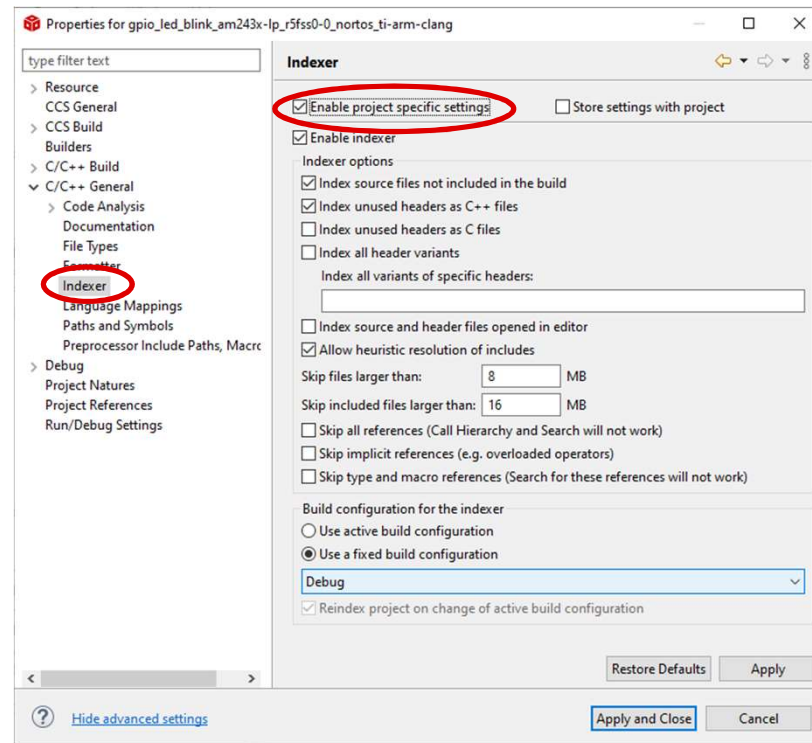 Properties for gpio_led_blink_am243x-lp_r5fss0-0_nortos_ti-arm-clang
type filter text
Resource
CCS General
CCS Build
Builders
C/C++ Build
C/C++ General
Code Analysis
Documentation
File Types
Formatter
Indexer
Language Mappings
Paths and Symbols
Preprocessor Include Paths, Macro
Debug
Project Natures
Project References
Run/Debug Settings
Indexer
Enable project specific settings
Store settings with project
Enable indexer
Indexer options
Index source files not included in the build
Index unused headers as C++ files
Index unused headers as C files
Index all header variants
Index all variants of specific headers:
Index source and header files opened in editor
Allow heuristic resolution of includes
Skip files larger than: 8 MB
Skip included files larger than: 16 MB
Skip all references (Call Hierarchy and Search will not work)
Skip implicit references (e.g. overloaded operators)
Skip type and macro references (Search for these references will not work)
Build configuration for the indexer
Use active build configuration
Use a fixed build configuration
Debug
Reindex project on change of active build configuration
Restore Defaults
Apply
Hide advanced settings
Apply and Close
Cancel